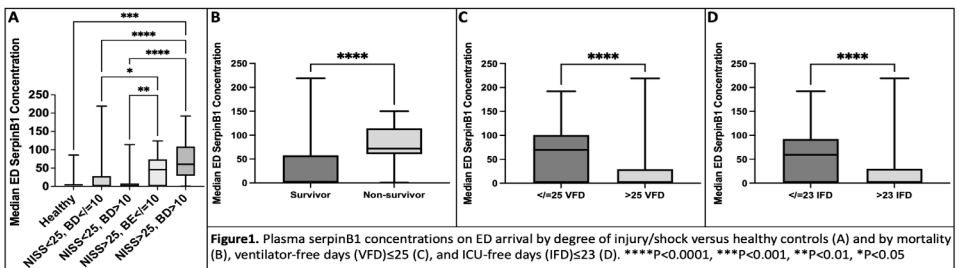 A
Median ED SerpinB1 Concentration
250
200
150
100
50
0
***
****
****
*
**
Healthy
NISS<25, BD</=10
NISS<25, BD>10
NISS>25, BE</=10
NISS>25, BD>10
B
Median ED SerpinB1 Concentration
250
200
150
100
50
0
****
Survivor
Non-survivor
C
Median ED SerpinB1 Concentration
250
200
150
100
50
0
****
</=25 VFD
>25 VFD
D
Median ED SerpinB1 Concentration
250
200
150
100
50
0
****
</=23 IFD
>23 IFD
Figure1. Plasma serpinB1 concentrations on ED arrival by degree of injury/shock versus healthy controls (A) and by mortality
(B), ventilator-free days (VFD)≤25 (C), and ICU-free days (IFD)≤23 (D). ****P<0.0001, ***P<0.001, **P<0.01, *P<0.05